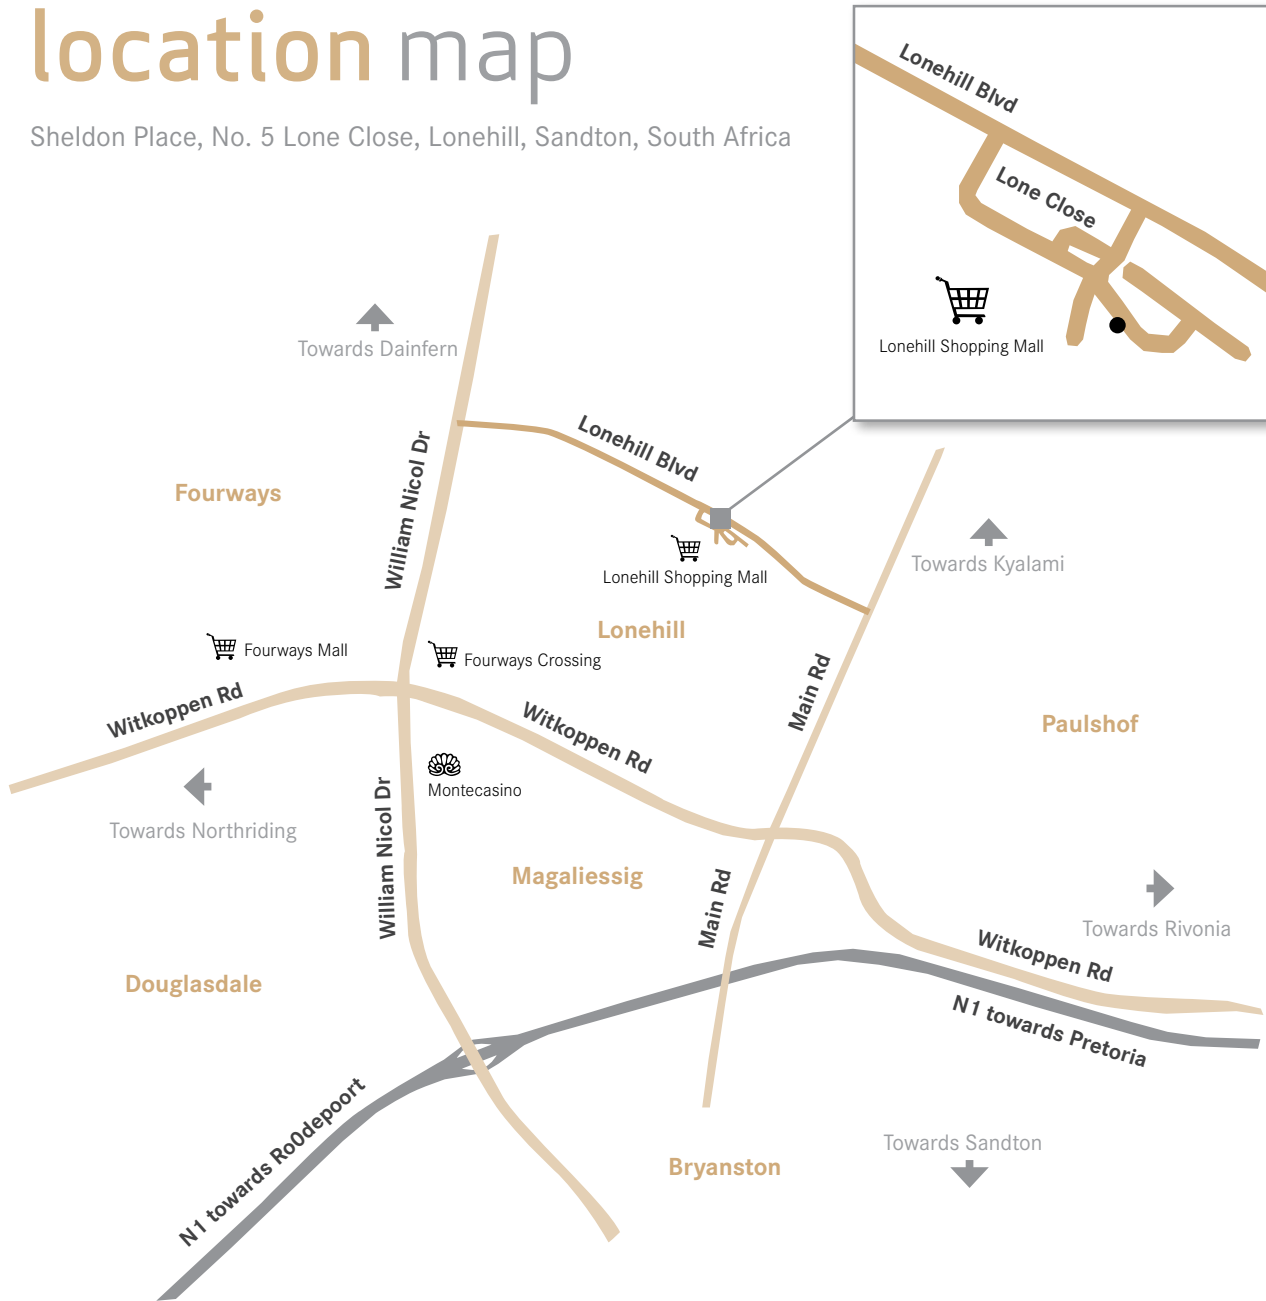 location map
Sheldon Place, No. 5 Lone Close, Lonehill, Sandton, South Africa
Lonehill Blvd
Lone Close
Lonehill Shopping Mall
Towards Dainfern
Lonehill Blvd
William Nicol Dr
Fourways
Towards Kyalami
Lonehill Shopping Mall
Lonehill
Fourways Mall
Fourways Crossing
Main Rd
Witkoppen Rd
Witkoppen Rd
Paulshof
Montecasino
Towards Northriding
William Nicol Dr
Magaliessig
Main Rd
Towards Rivonia
Witkoppen Rd
Douglasdale
N1 towards Pretoria
N1 towards Ro0depoort
Towards Sandton
Bryanston